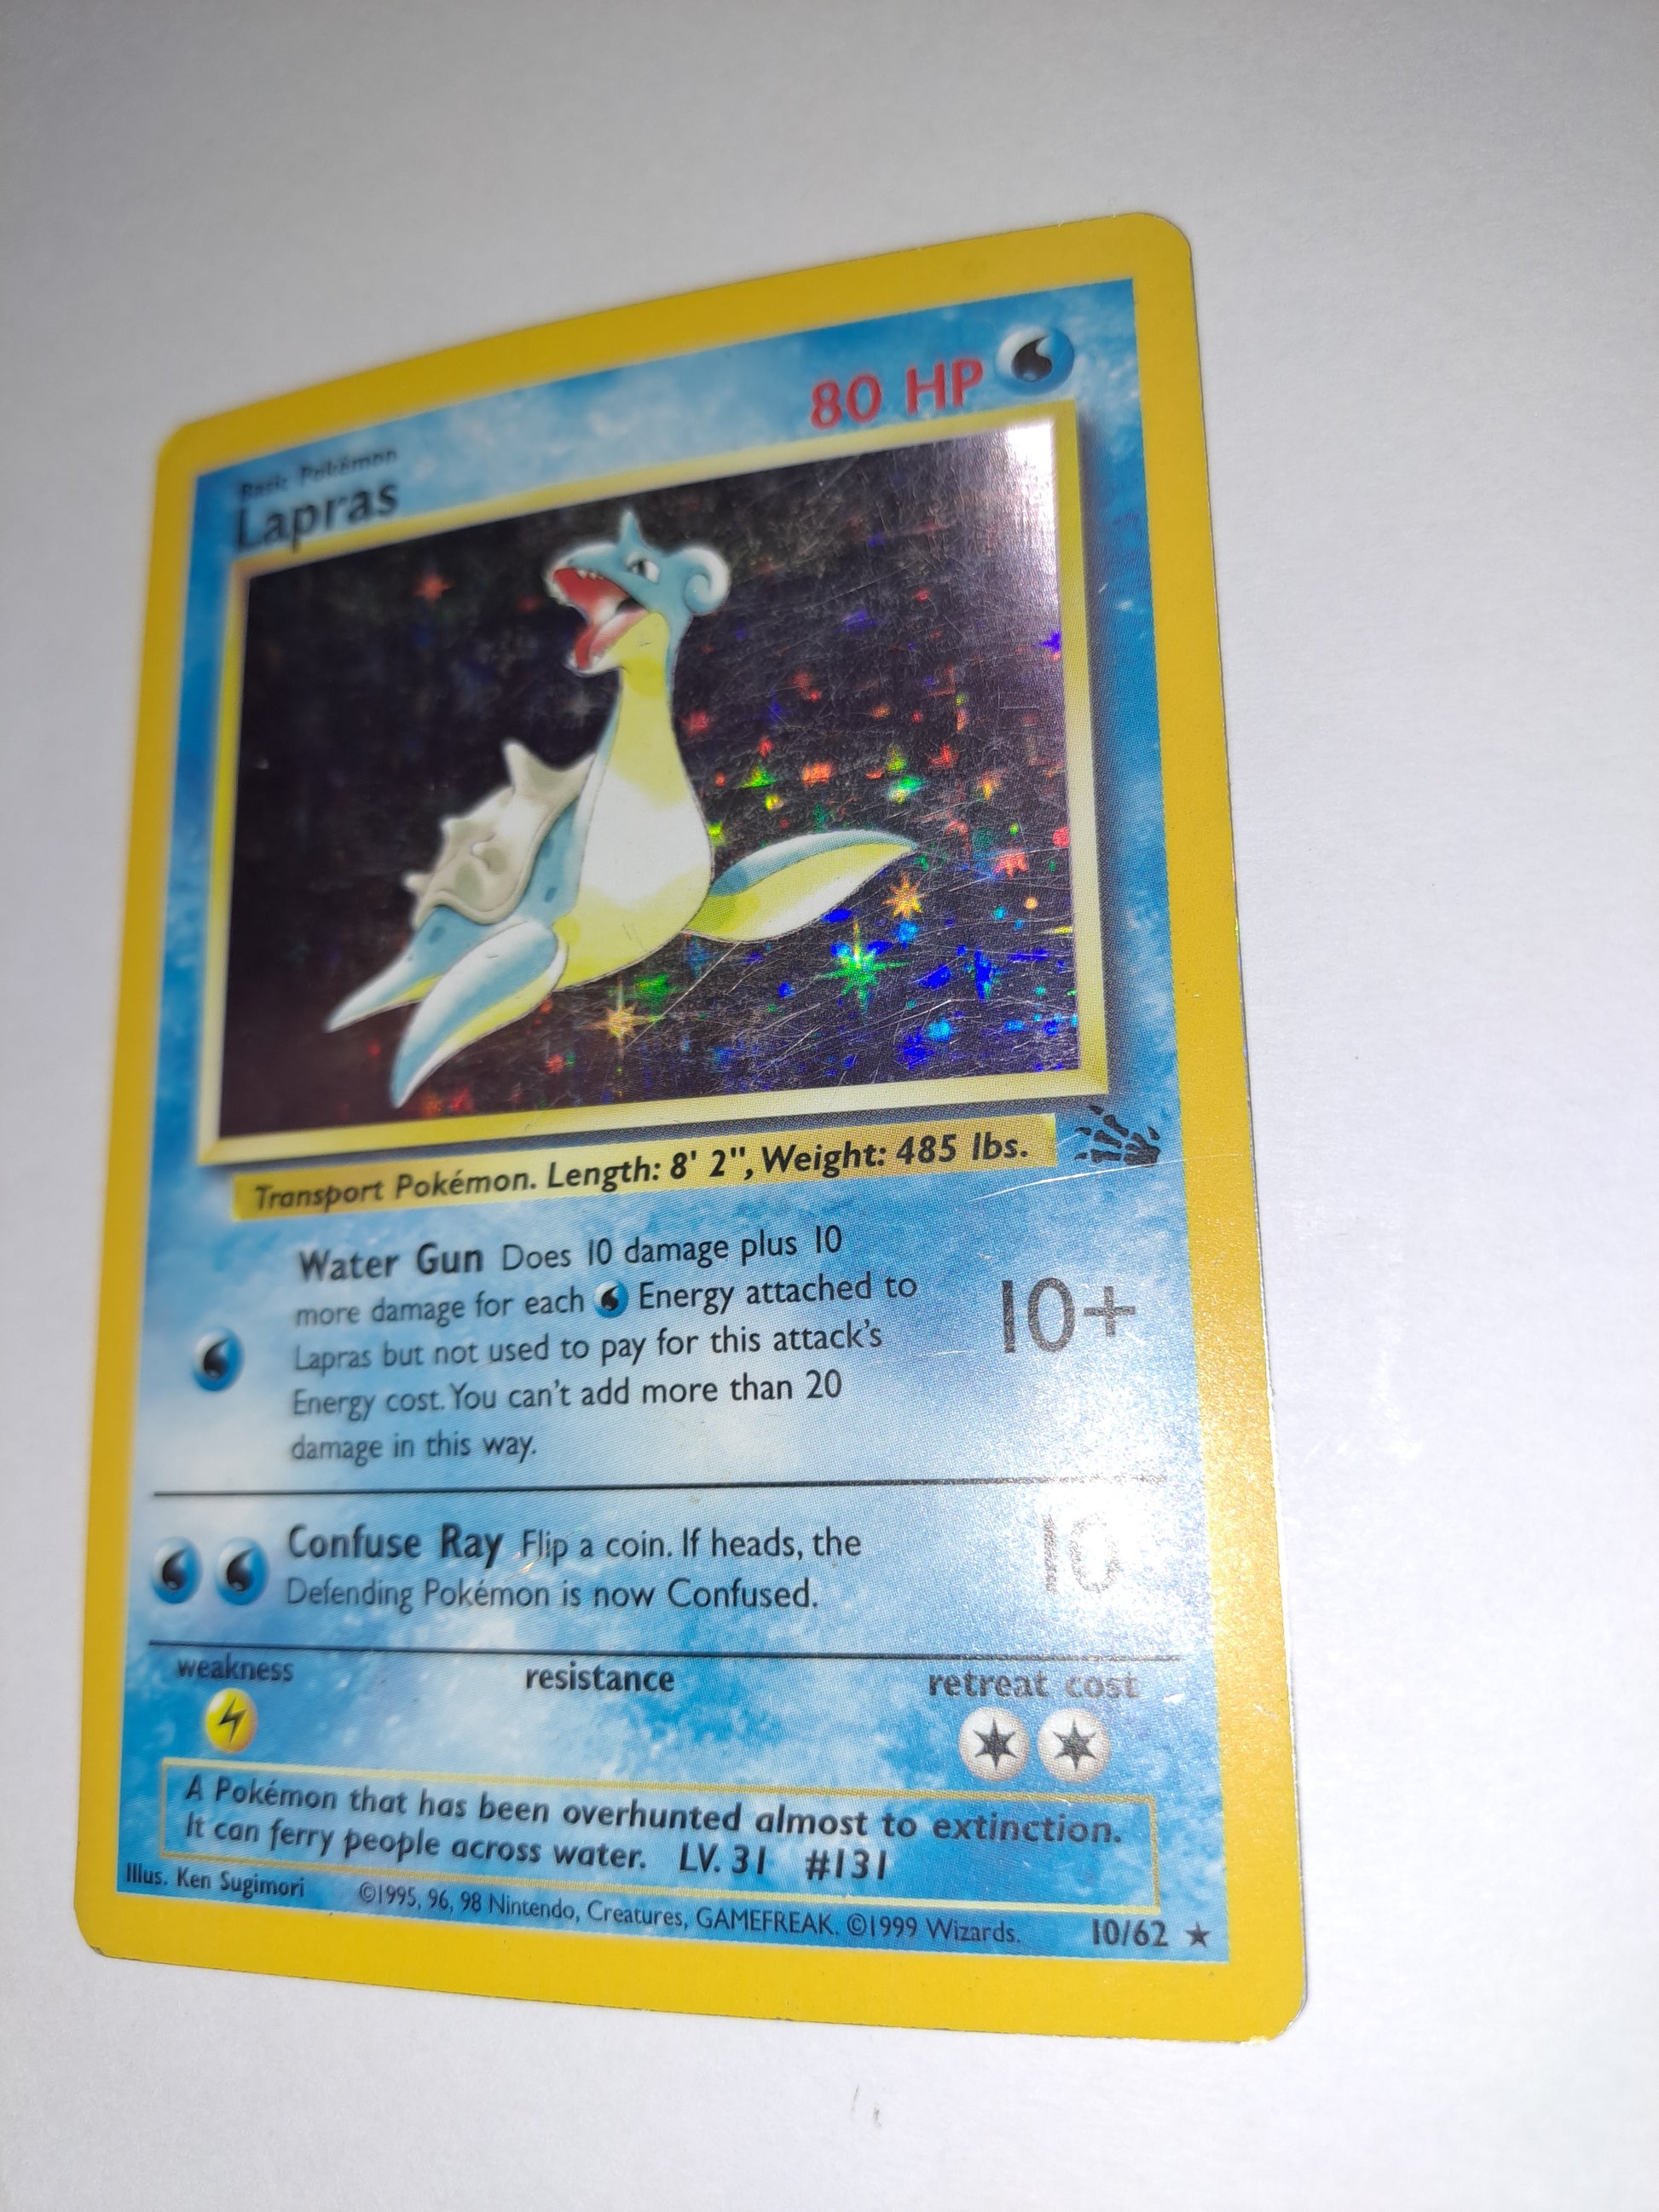 Basic Pokémon
Lapras
80 HP
Transport Pokémon. Length: 8' 2", Weight: 485 lbs.
Water Gun Does 10 damage plus 10
more damage for each Energy attached to
Lapras but not used to pay for this attack's
Energy cost. You can't add more than 20
damage in this way.
10+
Confuse Ray Flip a coin. If heads, the
Defending Pokémon is now Confused.
10
weakness
resistance
retreat cost
A Pokémon that has been overhunted almost to extinction.
It can ferry people across water. LV. 31 #131
Illus. Ken Sugimori
©1995, 96, 98 Nintendo, Creatures, GAMEFREAK. ©1999 Wizards.
10/62 ★